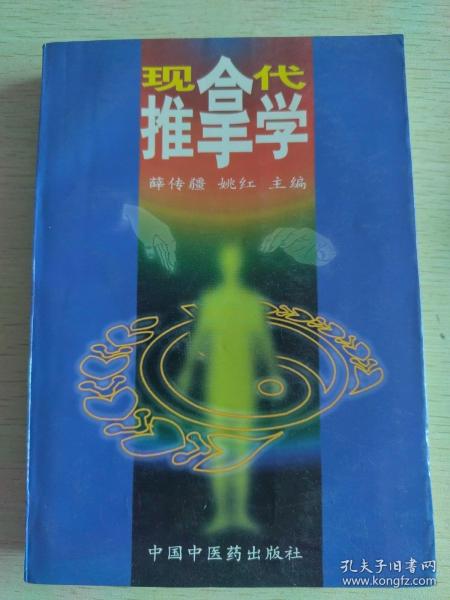 现代
推拿学
薛传疆 姚红 主编
中国中医药出版社
孔夫子旧书网
www.kongfz.com